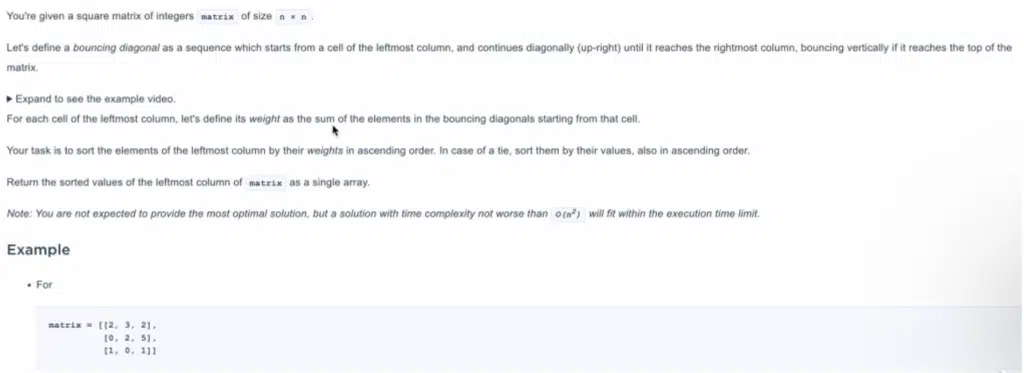 You're given a square matrix of integers matrix of size n × n .
Let's define a bouncing diagonal as a sequence which starts from a cell of the leftmost column, and continues diagonally (up-right) until it reaches the rightmost column, bouncing vertically if it reaches the top of the
matrix.
▶ Expand to see the example video.
For each cell of the leftmost column, let's define its weight as the sum of the elements in the bouncing diagonals starting from that cell.
Your task is to sort the elements of the leftmost column by their weights in ascending order. In case of a tie, sort them by their values, also in ascending order.
Return the sorted values of the leftmost column of matrix as a single array.
Note: You are not expected to provide the most optimal solution, but a solution with time complexity not worse than O(n²) will fit within the execution time limit.
Example
• For
matrix = [[2, 3, 2],
[0, 2, 5],
[1, 0, 1]]